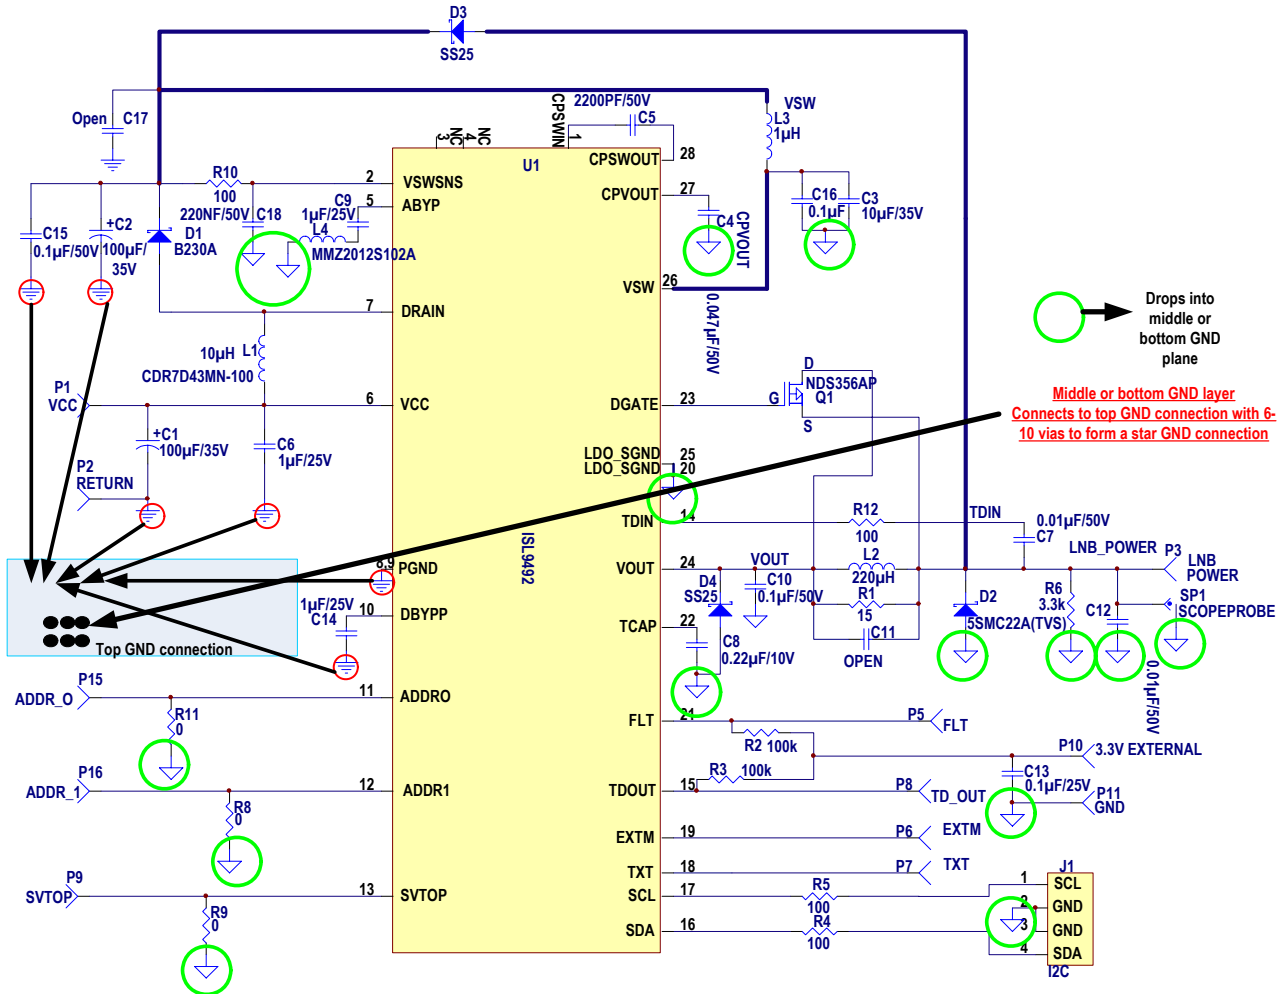 D3
SS25
Open
C17
2200PF/50V
C5
VSW
L3
1µH
CPSWIN
1
3
NC
4
NC
U1
CPSWOUT
28
R10
100
2
VSWSNS
5
ABYP
C9
1µF/25V
L4
MMZ2012S102A
220NF/50V
C18
CPVOUT
27
C4
CPVOUT
0.047µF/50V
C16
0.1µF
C3
10µF/35V
C15
0.1µF/50V
+C2
100µF/
35V
D1
B230A
VSW
26
7
DRAIN
10µH
L1
CDR7D43MN-100
Drops into
middle or
bottom GND
plane
Middle or bottom GND layer
Connects to top GND connection with 6-
10 vias to form a star GND connection
P1
VCC
6
VCC
DGATE
23
G
D
NDS356AP
Q1
S
+C1
100µF/35V
C6
1µF/25V
P2
RETURN
LDO_SGND
25
LDO_SGND
20
TDIN
14
R12
100
TDIN
0.01µF/50V
C7
ISL9492
8,9
PGND
VOUT
24
VOUT
L2
220µH
LNB_POWER
P3
LNB
POWER
D4
SS25
C10
0.1µF/50V
R1
15
C11
OPEN
D2
5SMC22A(TVS)
R6
3.3k
C12
0.01µF/50V
SP1
SCOPEPROBE
1µF/25V
C14
10
DBYPP
TCAP
22
C8
0.22µF/10V
Top GND connection
P15
ADDR_O
11
ADDRO
R11
0
FLT
21
P5
FLT
R2
100k
R3
100k
P10
3.3V EXTERNAL
C13
0.1µF/25V
P11
GND
P16
ADDR_1
12
ADDR1
R8
0
TDOUT
15
P8
TD_OUT
EXTM
19
P6
EXTM
TXT
18
P7
TXT
P9
SVTOP
13
SVTOP
R9
0
SCL
17
R5
100
SDA
16
R4
100
J1
1
SCL
2
GND
3
GND
4
SDA
I2C